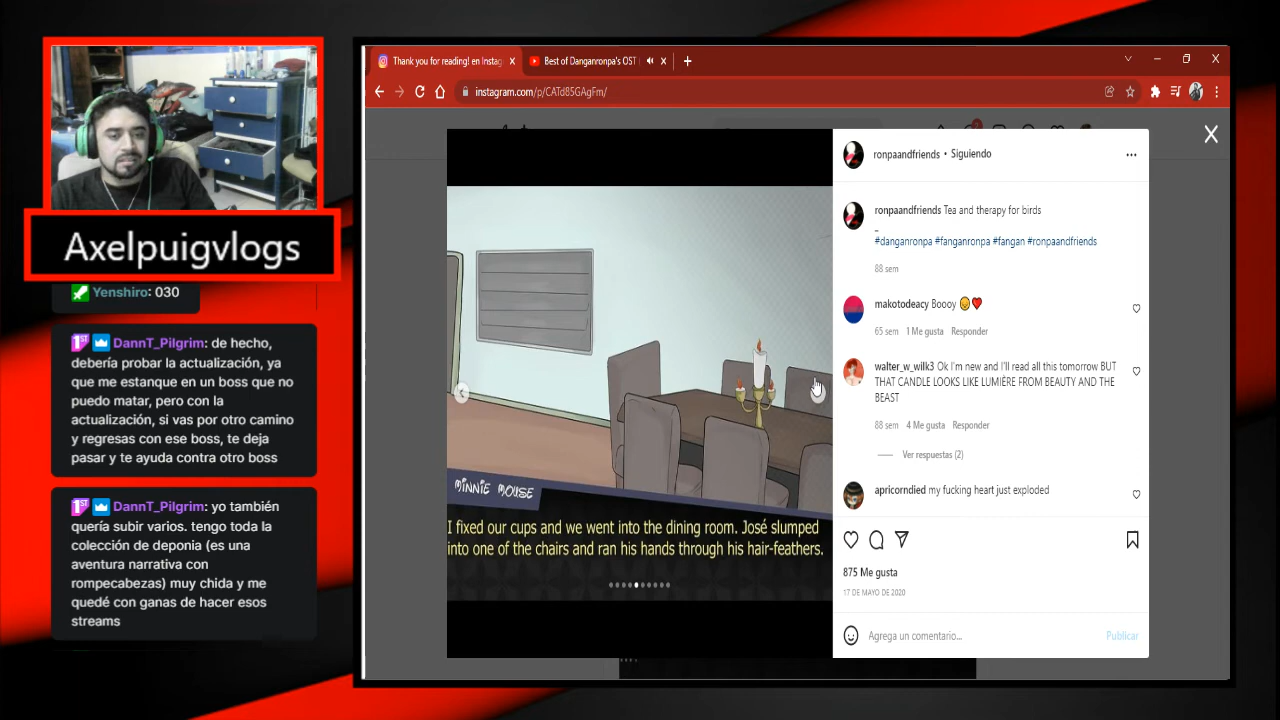 Axelpuigvlogs
Yenshiro: 030
1ST DannT_Pilgrim: de hecho,
debería probar la actualización, ya
que me estanque en un boss que no
puedo matar, pero con la
actualización, si vas por otro camino
y regresas con ese boss, te deja
pasar y te ayuda contra otro boss
1ST DannT_Pilgrim: yo también
quería subir varios. tengo toda la
colección de deponia (es una
aventura narrativa con
rompecabezas) muy chida y me
quedé con ganas de hacer esos
streams
Thank you for reading! en Instag
Best of Danganronpa's OST
instagram.com/p/CATd85GAgFm/
MINNIE MOUSE
I fixed our cups and we went into the dining room. José slumped
into one of the chairs and ran his hands through his hair-feathers.
ronpaandfriends • Siguiendo
ronpaandfriends Tea and therapy for birds
_
#danganronpa #fanganronpa #fangan #ronpaandfriends
88 sem
makotodeacy Boooy 😔❤️
65 sem 1 Me gusta Responder
walter_w_wilk3 Ok I'm new and I'll read all this tomorrow BUT
THAT CANDLE LOOKS LIKE LUMIÈRE FROM BEAUTY AND THE
BEAST
88 sem 4 Me gusta Responder
Ver respuestas (2)
apricorndied my fucking heart just exploded
875 Me gusta
17 DE MAYO DE 2020
Agrega un comentario...
Publicar